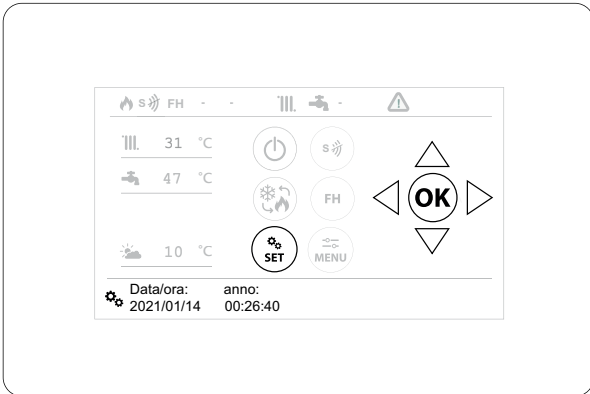 S FH - - -
31 °C
47 °C
S
OK
FH
10 °C
SET
MENU
Data/ora: anno:
2021/01/14 00:26:40